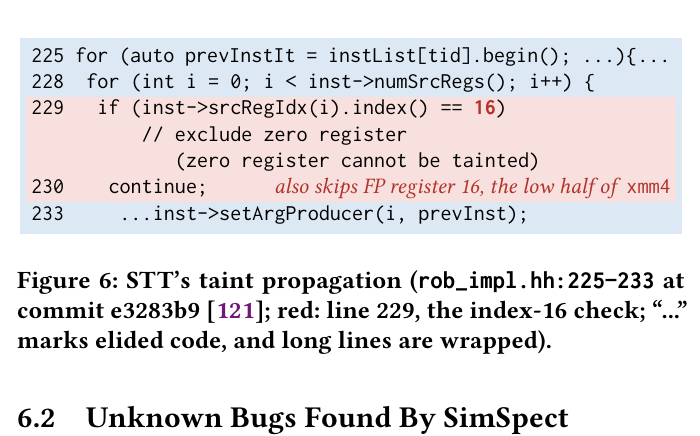 225 for (auto prevInstIt = instList[tid].begin(); ...){...
228 for (int i = 0; i < inst->numSrcRegs(); i++) {
229 if (inst->srcRegIdx(i).index() == 16)
// exclude zero register
(zero register cannot be tainted)
230 continue; also skips FP register 16, the low half of xmm4
233 ...inst->setArgProducer(i, prevInst);
Figure 6: STT's taint propagation (rob_impl.hh:225–233 at
commit e3283b9 [121]; red: line 229, the index-16 check; “...”
marks elided code, and long lines are wrapped).
6.2 Unknown Bugs Found By SimSpect